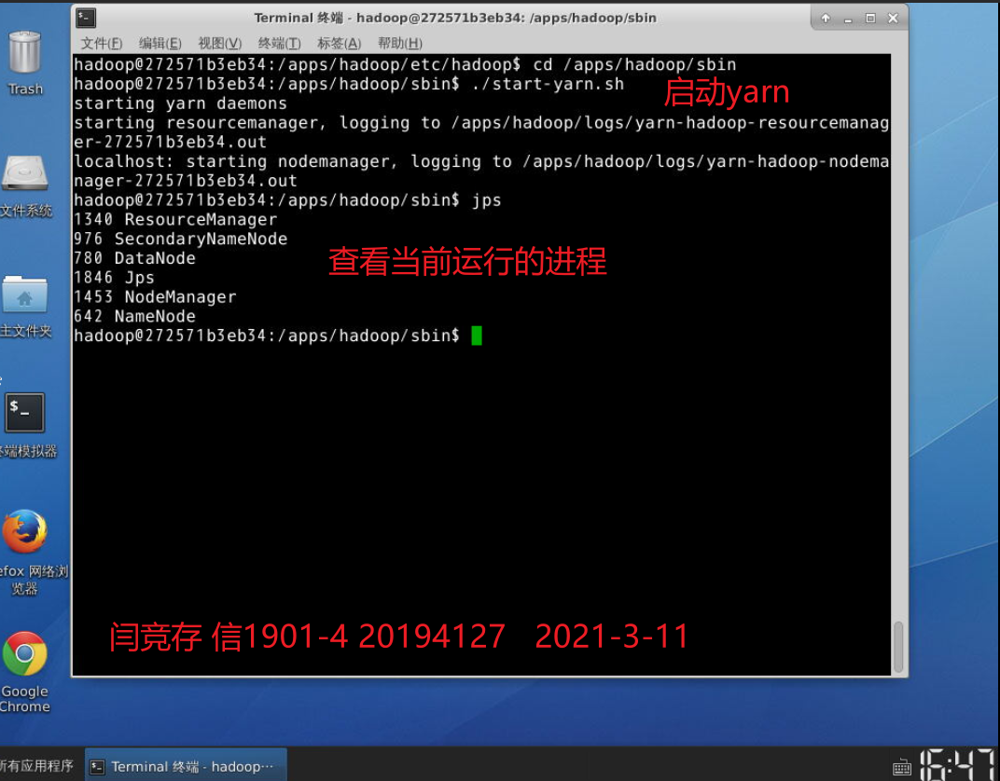 Terminal 终端 - hadoop@272571b3eb34: /apps/hadoop/sbin
文件(F) 编辑(E) 视图(V) 终端(T) 标签(A) 帮助(H)
hadoop@272571b3eb34:/apps/hadoop/etc/hadoop$ cd /apps/hadoop/sbin
hadoop@272571b3eb34:/apps/hadoop/sbin$ ./start-yarn.sh
启动yarn
starting yarn daemons
starting resourcemanager, logging to /apps/hadoop/logs/yarn-hadoop-resourcemanag
er-272571b3eb34.out
localhost: starting nodemanager, logging to /apps/hadoop/logs/yarn-hadoop-nodema
nager-272571b3eb34.out
hadoop@272571b3eb34:/apps/hadoop/sbin$ jps
1340 ResourceManager
976 SecondaryNameNode
780 DataNode
查看当前运行的进程
1846 Jps
1453 NodeManager
642 NameNode
hadoop@272571b3eb34:/apps/hadoop/sbin$
闫竞存 信1901-4 20194127 2021-3-11
Trash
文件系统
主文件夹
$_
终端模拟器
efox 网络浏
览器
Google
Chrome
所有应用程序
Terminal 终端 - hadoop…
16:47